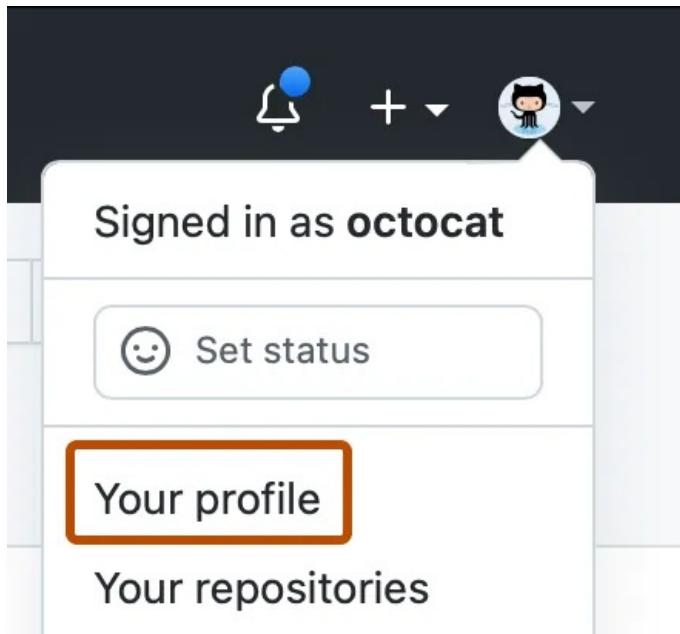 Signed in as octocat
Set status
Your profile
Your repositories